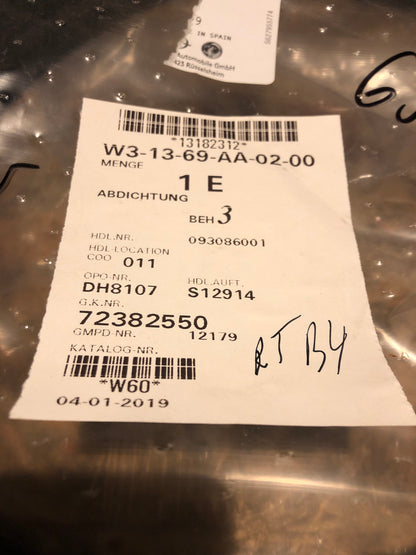 9
IN SPAIN
Automobile GmbH
423 Rüsselsheim
5627955774
*13182312*
W3-13-69-AA-02-00
MENGE
1 E
ABDICHTUNG
BEH 3
HDL.NR. 093086001
HDL-LOCATION
COO 011
OPO-NR. HDL.AUFT.
DH8107 S12914
G.K.NR.
72382550
GMPD-NR. 12179
KATALOG-NR.
*W60*
04-01-2019
RT B4